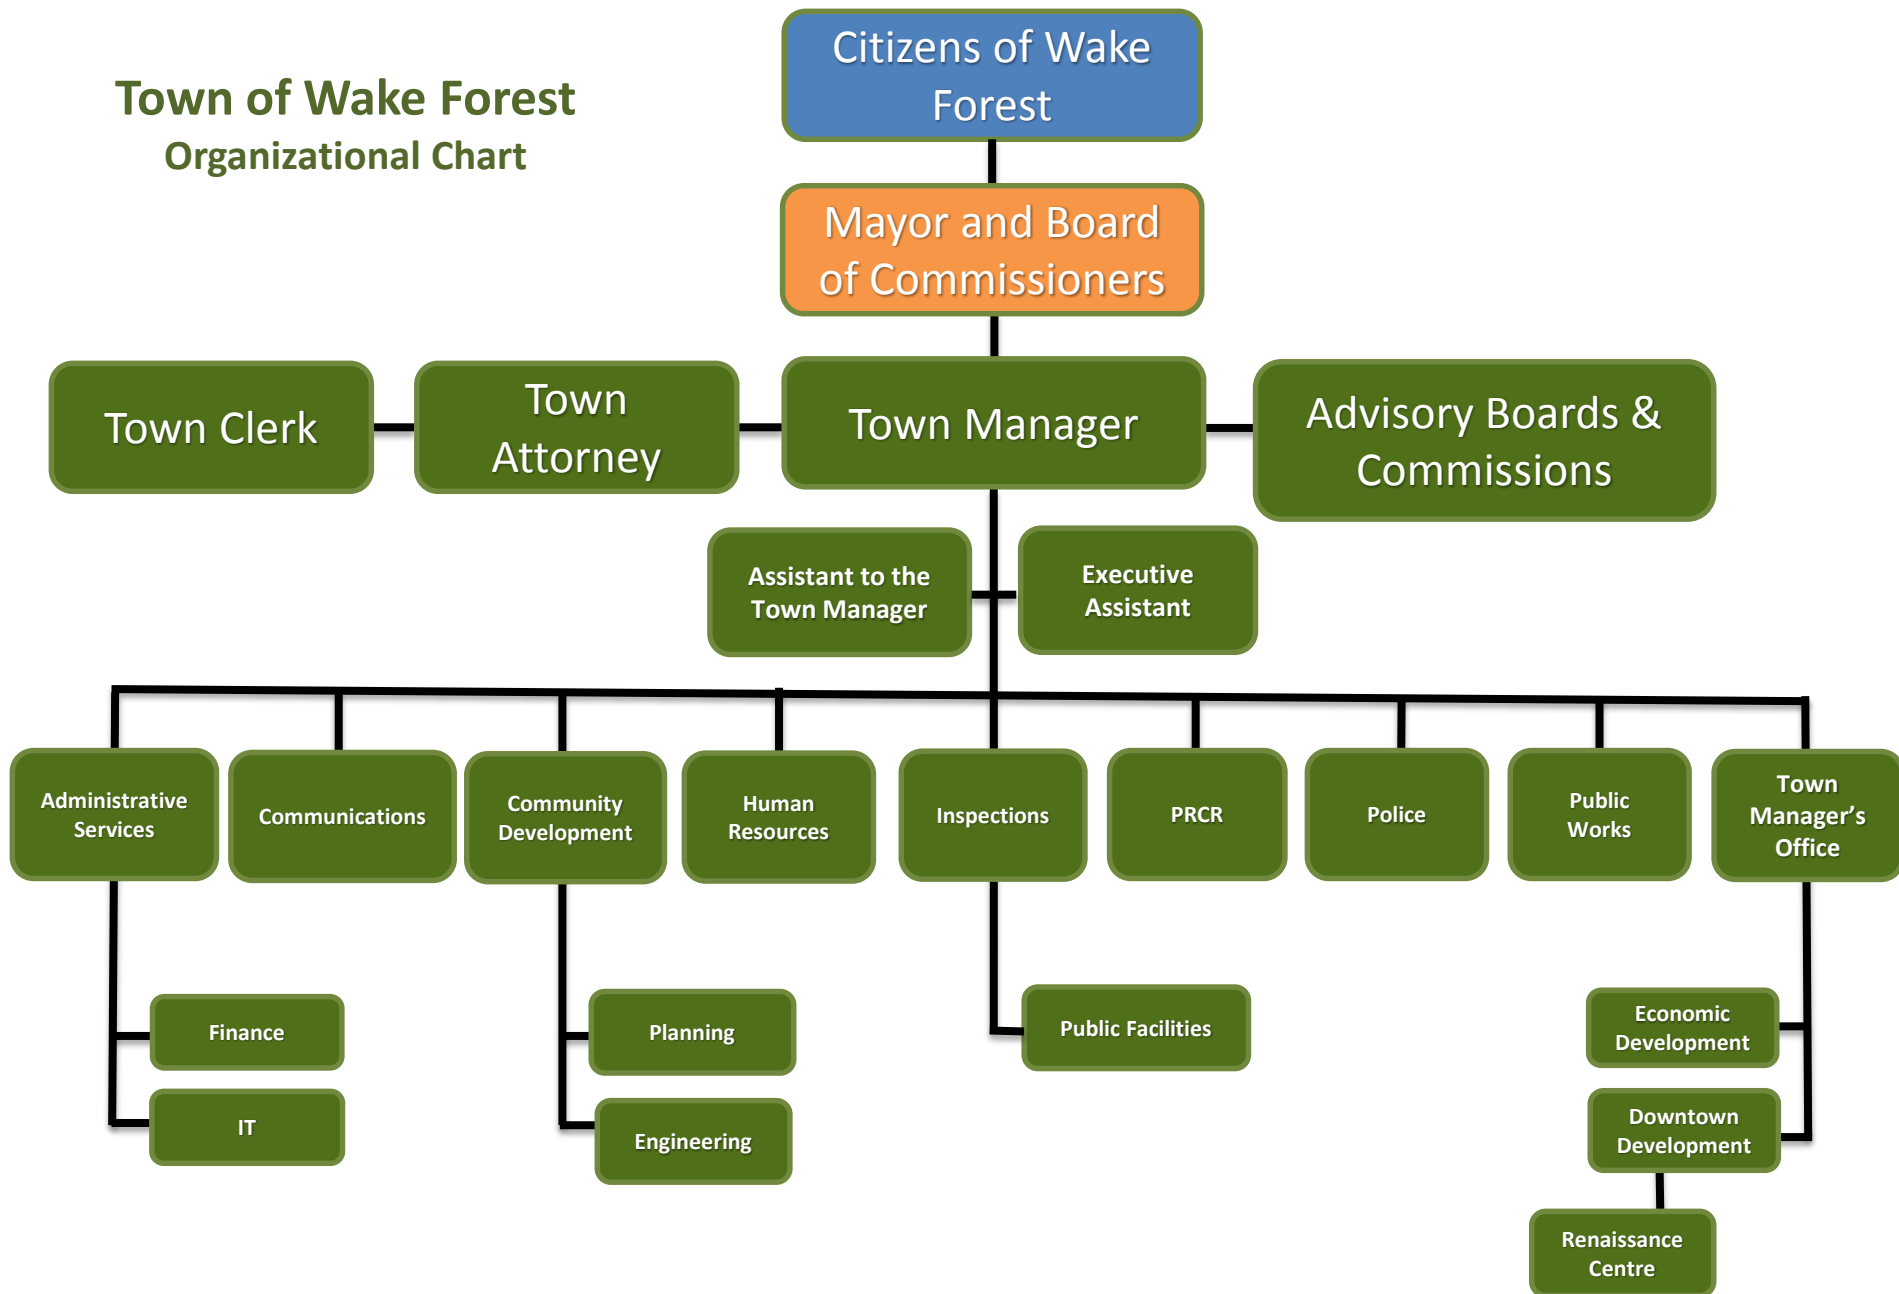 Town of Wake Forest
Organizational Chart
Citizens of Wake
Forest
Mayor and Board
of Commissioners
Town Clerk
Town
Attorney
Town Manager
Advisory Boards &
Commissions
Assistant to the
Town Manager
Executive
Assistant
Administrative
Services
Communications
Community
Development
Human
Resources
Inspections
PRCR
Police
Public
Works
Town
Manager’s
Office
Finance
IT
Planning
Engineering
Public Facilities
Economic
Development
Downtown
Development
Renaissance
Centre